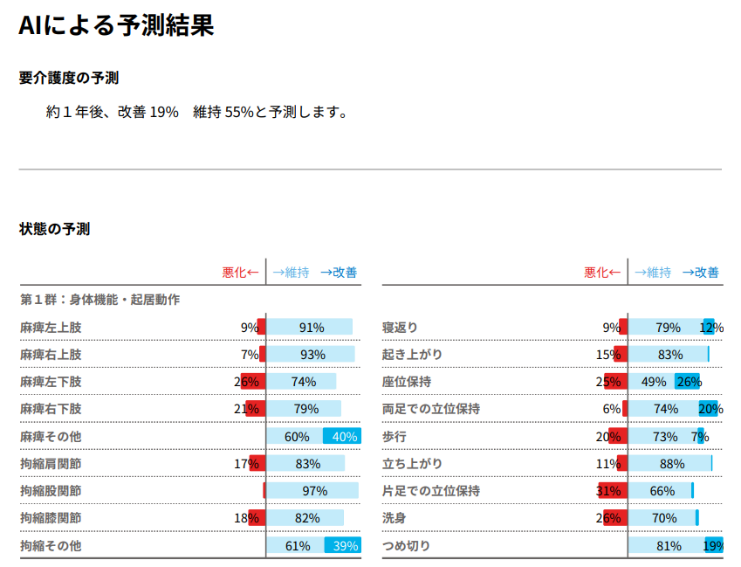 AIによる予測結果
要介護度の予測
約１年後、改善 19%　維持 55%と予測します。
状態の予測
悪化← →維持 →改善
第１群：身体機能・起居動作
麻痺左上肢 9% 91%
麻痺右上肢 7% 93%
麻痺左下肢 26% 74%
麻痺右下肢 21% 79%
麻痺その他 60% 40%
拘縮肩関節 17% 83%
拘縮股関節 97%
拘縮膝関節 18% 82%
拘縮その他 61% 39%
悪化← →維持 →改善
寝返り 9% 79% 12%
起き上がり 15% 83%
座位保持 25% 49% 26%
両足での立位保持 6% 74% 20%
歩行 20% 73% 7%
立ち上がり 11% 88%
片足での立位保持 31% 66%
洗身 26% 70%
つめ切り 81% 19%